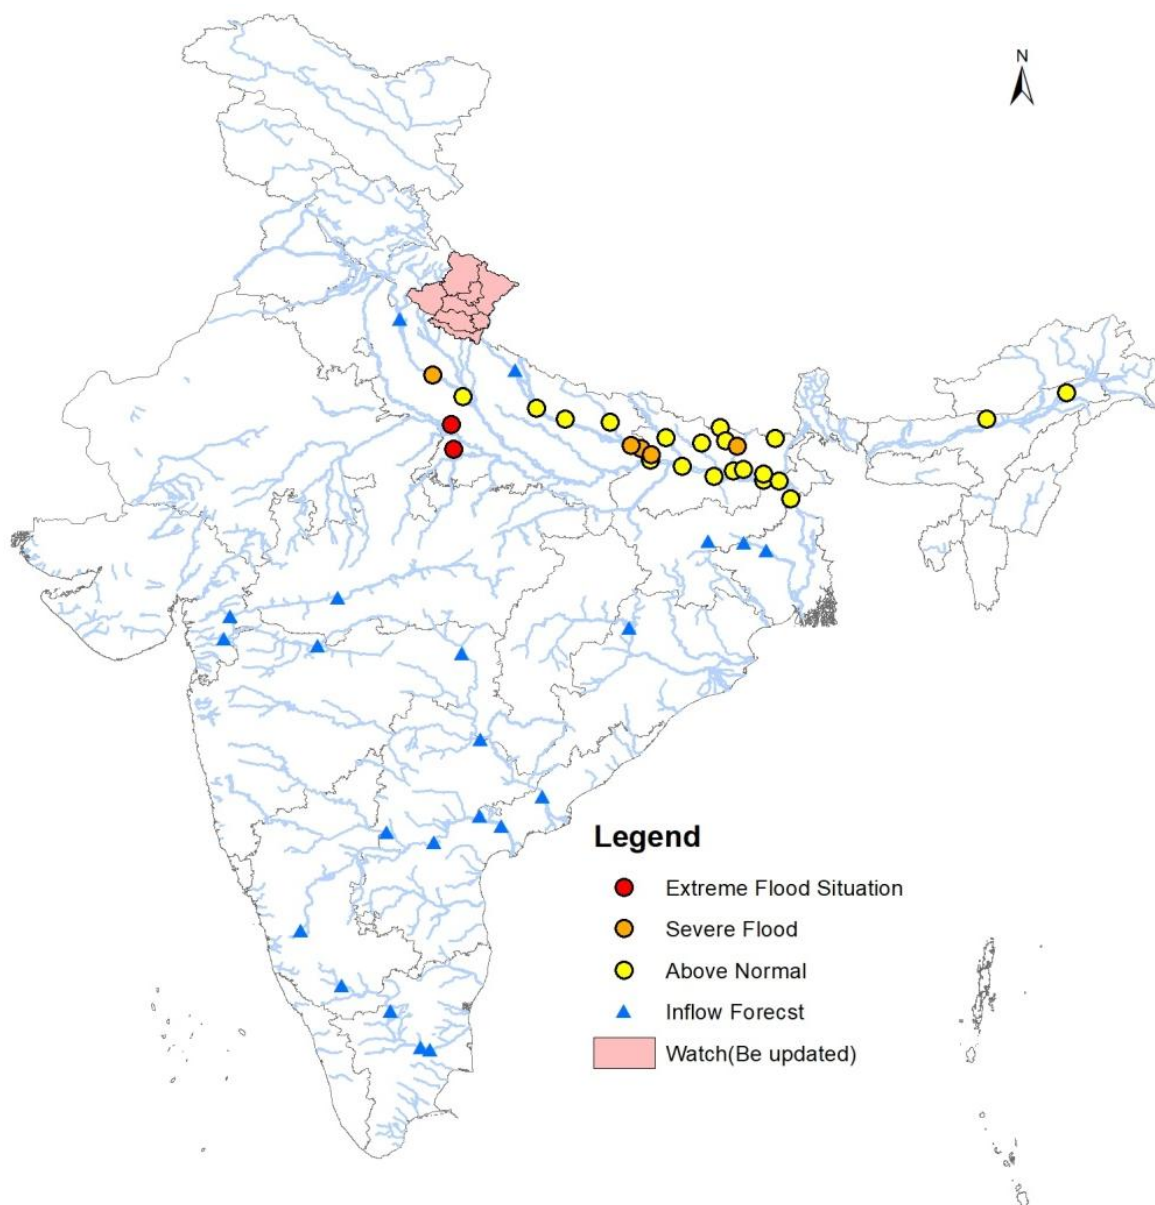 N
Legend
Extreme Flood Situation
Severe Flood
Above Normal
Inflow Forecst
Watch(Be updated)